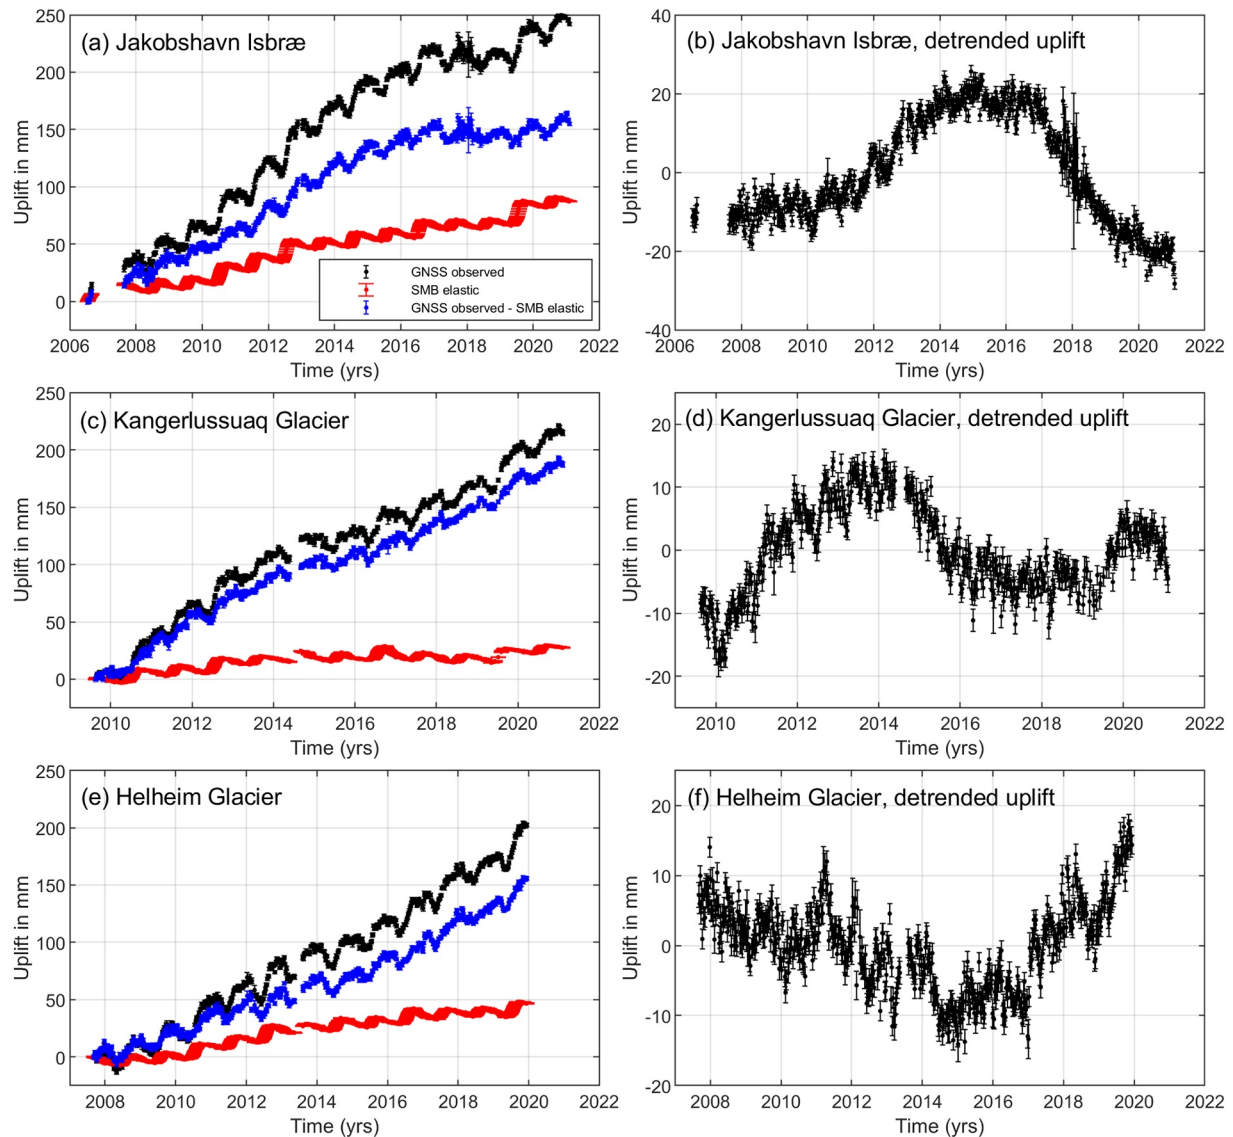 (a) Jakobshavn Isbræ
250
200
150
100
50
0
Uplift in mm
GNSS observed
SMB elastic
GNSS observed - SMB elastic
2006 2008 2010 2012 2014 2016 2018 2020 2022
Time (yrs)
(b) Jakobshavn Isbræ, detrended uplift
40
20
0
-20
-40
Uplift in mm
2006 2008 2010 2012 2014 2016 2018 2020 2022
Time (yrs)
(c) Kangerlussuaq Glacier
250
200
150
100
50
0
Uplift in mm
2010 2012 2014 2016 2018 2020 2022
Time (yrs)
(d) Kangerlussuaq Glacier, detrended uplift
20
10
0
-10
-20
Uplift in mm
2010 2012 2014 2016 2018 2020 2022
Time (yrs)
(e) Helheim Glacier
250
200
150
100
50
0
Uplift in mm
2008 2010 2012 2014 2016 2018 2020 2022
Time (yrs)
(f) Helheim Glacier, detrended uplift
20
10
0
-10
-20
Uplift in mm
2008 2010 2012 2014 2016 2018 2020 2022
Time (yrs)